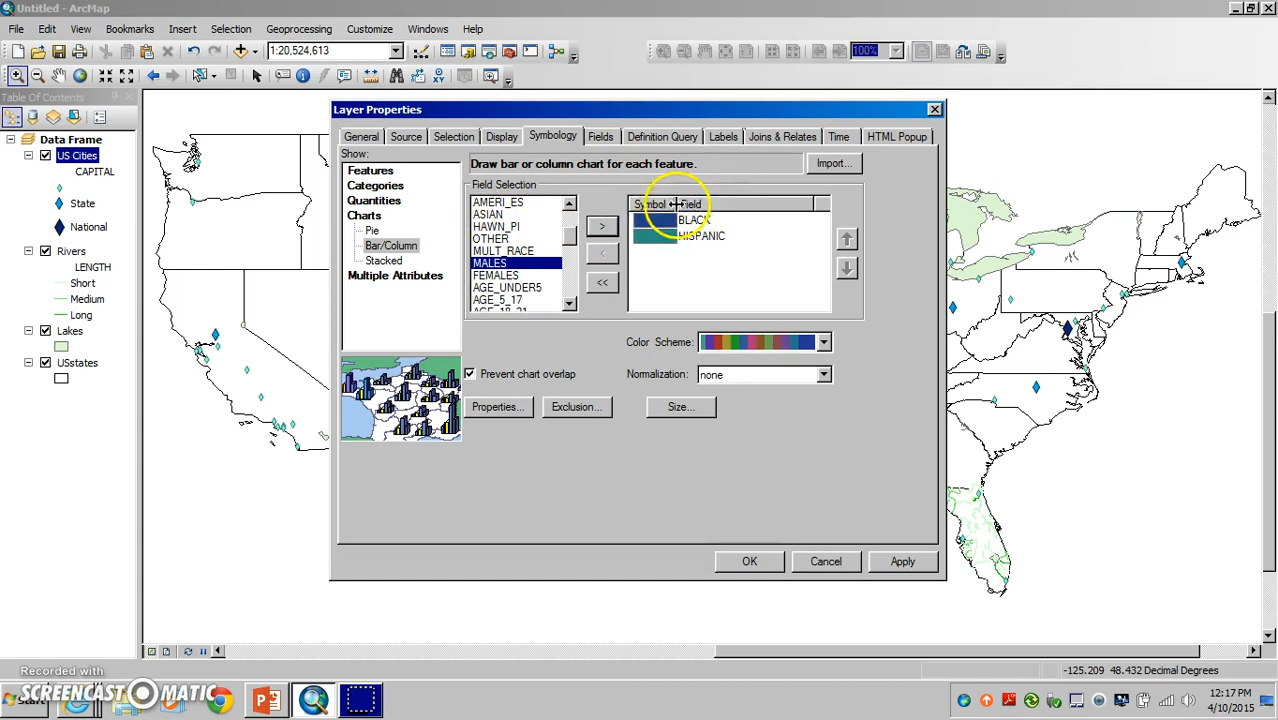 Untitled - ArcMap
File Edit View Bookmarks Insert Selection Geoprocessing Customize Windows Help
1:20,524,613
100%
Table Of Contents
Data Frame
US Cities
CAPITAL
State
National
Rivers
LENGTH
Short
Medium
Long
Lakes
USstates
Layer Properties
General Source Selection Display Symbology Fields Definition Query Labels Joins & Relates Time HTML Popup
Show:
Features
Categories
Quantities
Charts
Pie
Bar/Column
Stacked
Multiple Attributes
Draw bar or column chart for each feature.
Import...
Field Selection
AMERI_ES
ASIAN
HAWN_PI
OTHER
MULT_RACE
MALES
FEMALES
AGE_UNDER5
AGE_5_17
AGE_18_21
>
<
<<
Symbol Field
BLACK
HISPANIC
Color Scheme:
Prevent chart overlap
Normalization: none
Properties... Exclusion... Size...
OK Cancel Apply
-125.209 48.432 Decimal Degrees
Recorded with
SCREENCAST-O-MATIC
Start
12:17 PM
4/10/2015